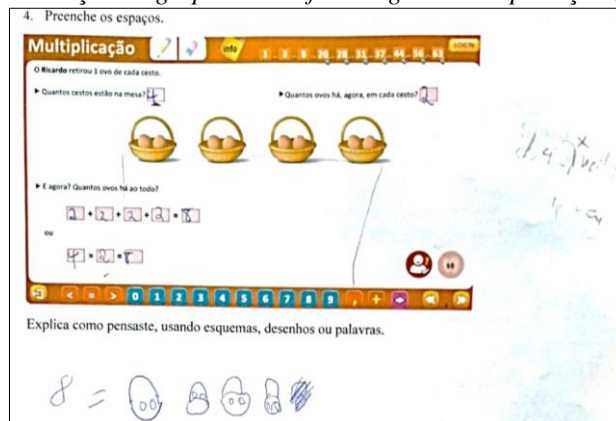 4. Preenche os espaços.
Multiplicação
info
1 3 8 20 28 31 37 44 56 63
LOGIN
O Ricardo retirou 1 ovo de cada cesto.
Quantos cestos estão na mesa? 4
Quantos ovos há, agora, em cada cesto? 2
E agora? Quantos ovos há ao todo?
2 + 2 + 2 + 2 = 8
ou
4 × 2 = 8
< = > 0 1 2 3 4 5 6 7 8 9 , +
Explica como pensaste, usando esquemas, desenhos ou palavras.
8 =